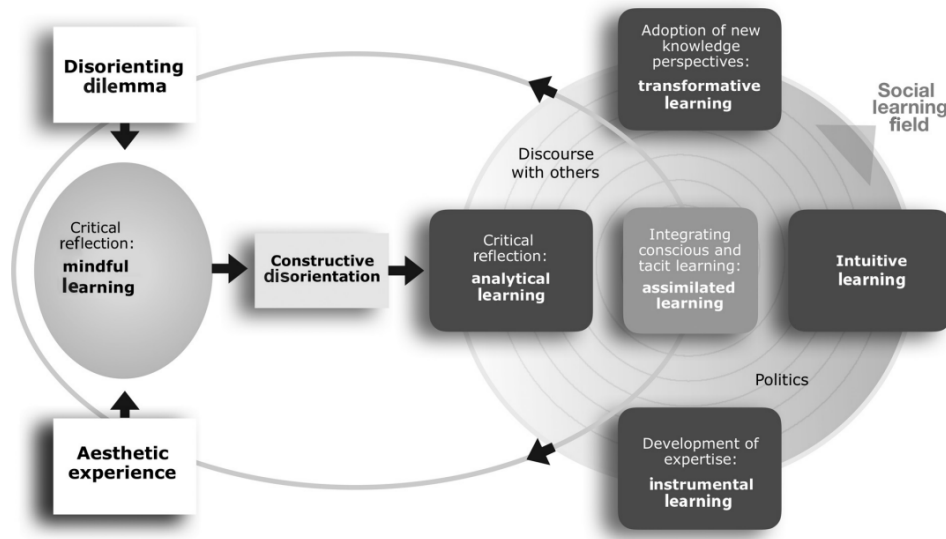 Disorienting
dilemma
Critical
reflection:
mindful
learning
Aesthetic
experience
Constructive
disorientation
Discourse
with others
Critical
reflection:
analytical
learning
Adoption of new
knowledge
perspectives:
transformative
learning
Integrating
conscious and
tacit learning:
assimilated
learning
Social
learning
field
Intuitive
learning
Politics
Development of
expertise:
instrumental
learning